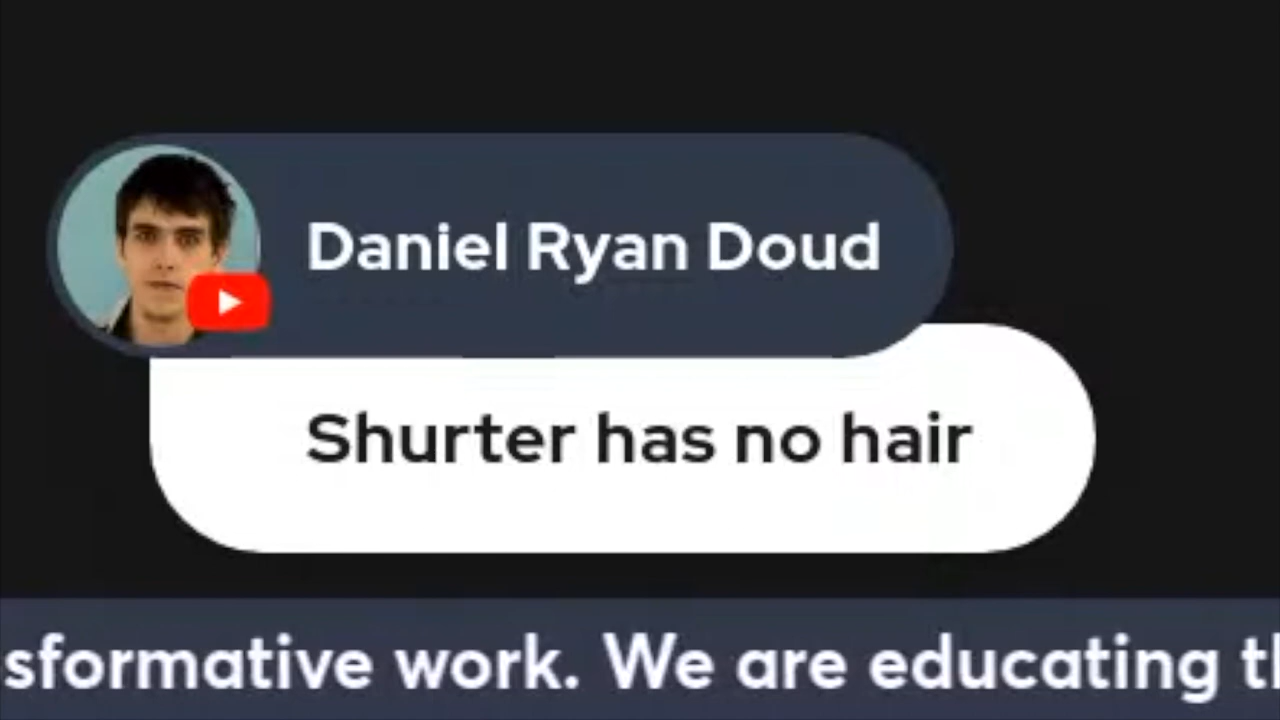 Daniel Ryan Doud
Shurter has no hair
sformative work. We are educating th